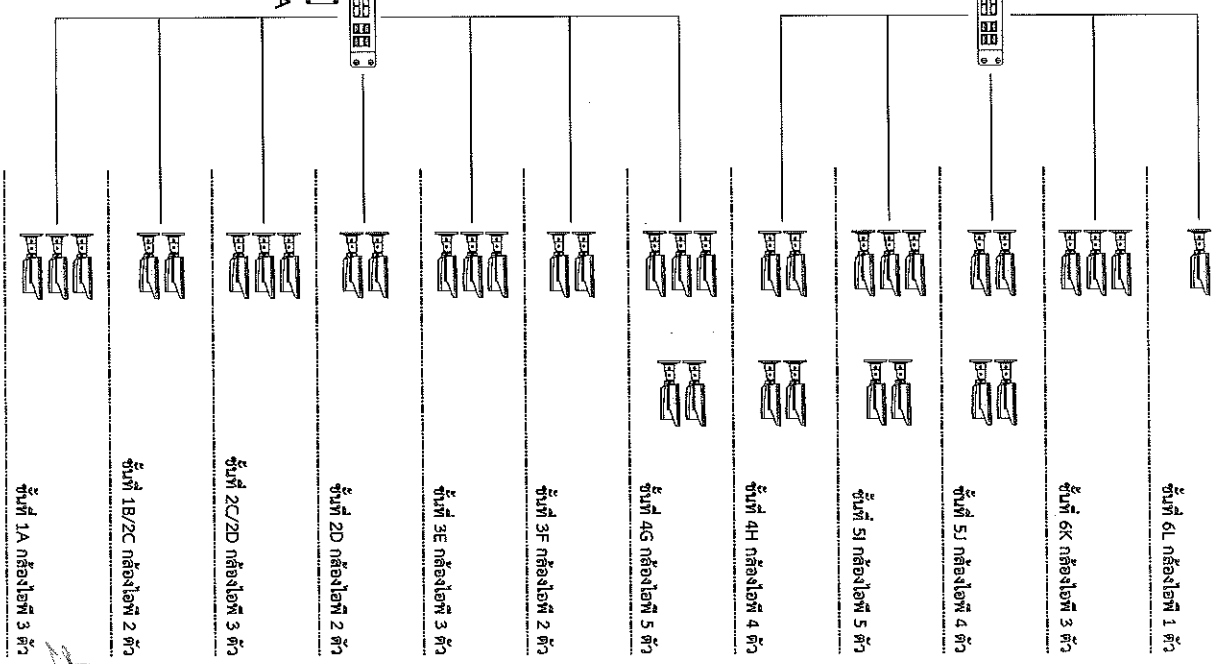 ชั้นที่ 6L กล้องไอพี 1 ตัว
ชั้นที่ 6K กล้องไอพี 3 ตัว
ชั้นที่ 5J กล้องไอพี 4 ตัว
ชั้นที่ 5I กล้องไอพี 5 ตัว
ชั้นที่ 4H กล้องไอพี 4 ตัว
ชั้นที่ 4G กล้องไอพี 5 ตัว
ชั้นที่ 3F กล้องไอพี 2 ตัว
ชั้นที่ 3E กล้องไอพี 3 ตัว
ชั้นที่ 2D กล้องไอพี 2 ตัว
ชั้นที่ 2C/2D กล้องไอพี 3 ตัว
ชั้นที่ 1B/2C กล้องไอพี 2 ตัว
ชั้นที่ 1A กล้องไอพี 3 ตัว